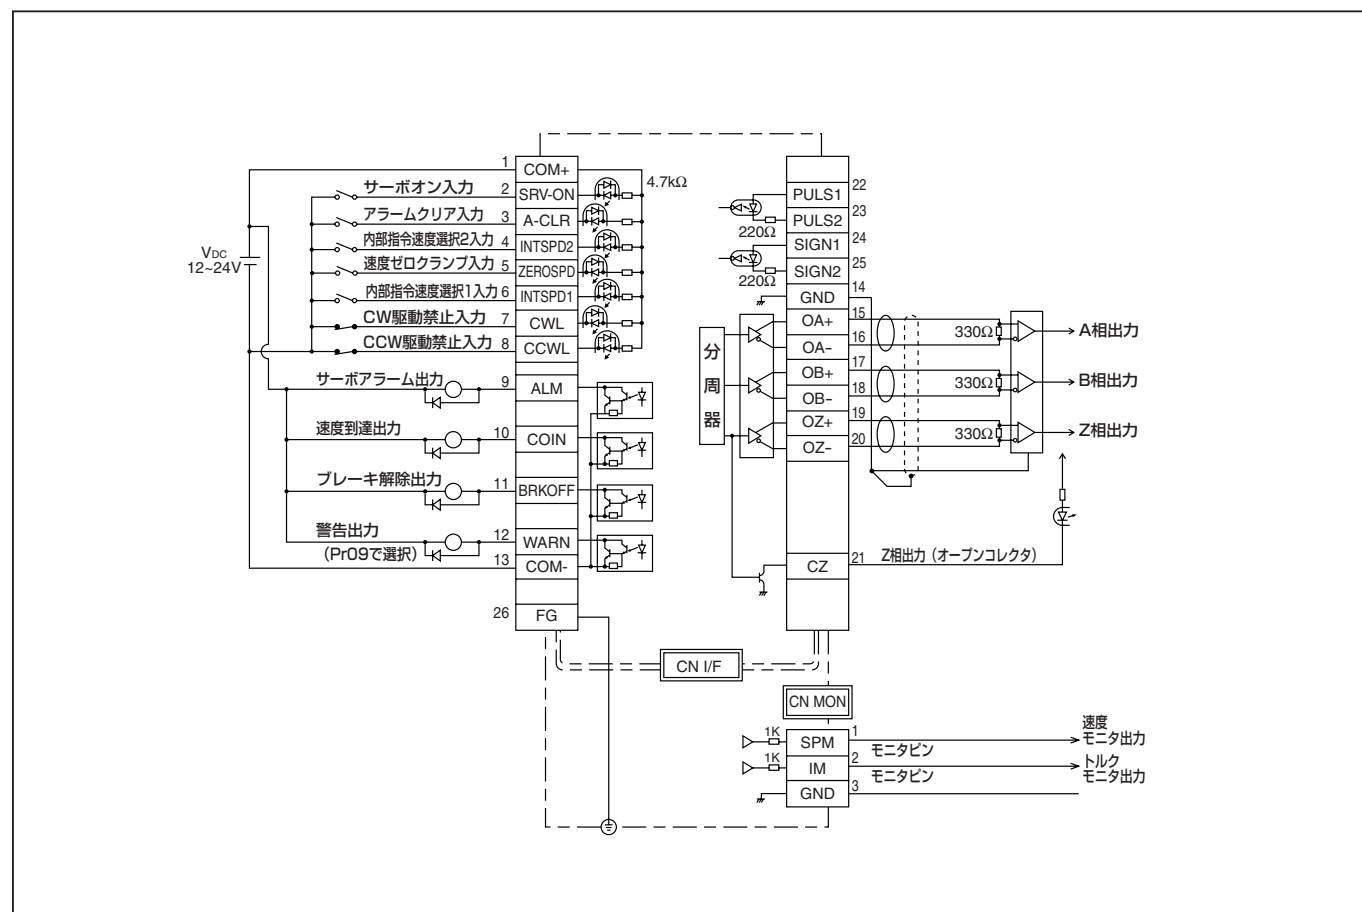 1
COM+
4.7kΩ
サーボオン入力
2
SRV-ON
アラームクリア入力
3
A-CLR
内部指令速度選択2入力
4
INTSPD2
VDC
12~24V
速度ゼロクランプ入力
5
ZEROSPD
内部指令速度選択1入力
6
INTSPD1
CW駆動禁止入力
7
CWL
CCW駆動禁止入力
8
CCWL
サーボアラーム出力
9
ALM
速度到達出力
10
COIN
ブレーキ解除出力
11
BRKOFF
警告出力
(Pr09で選択)
12
WARN
13
COM-
26
FG
22
PULS1
23
PULS2
220Ω
24
SIGN1
25
SIGN2
220Ω
14
GND
15
OA+
16
OA-
330Ω
A相出力
17
OB+
18
OB-
330Ω
B相出力
19
OZ+
20
OZ-
330Ω
Z相出力
分周器
21
CZ
Z相出力(オープンコレクタ)
CN I/F
CN MON
1K
SPM
1
モニタピン
速度
モニタ出力
1K
IM
2
モニタピン
トルク
モニタ出力
GND
3